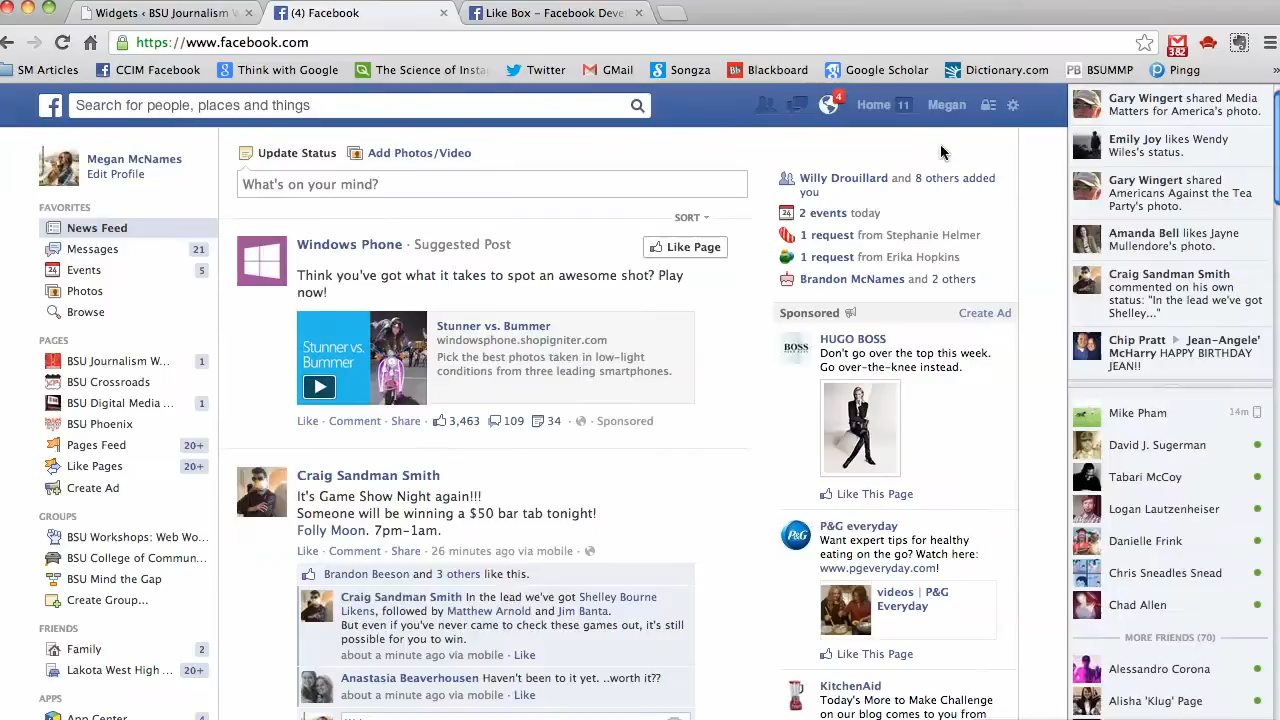 Widgets ‹ BSU Journalism W
(4) Facebook
Like Box – Facebook Deve
https://www.facebook.com
382
SM Articles
CCIM Facebook
Think with Google
The Science of Insta
Twitter
GMail
Songza
Bb
Blackboard
Google Scholar
Dictionary.com
PB
BSUMMP
Pingg
»
Search for people, places and things
4
Home 11
Megan
Megan McNames
Edit Profile
FAVORITES
News Feed
Messages 21
Events 5
Photos
Browse
PAGES
BSU Journalism W... 1
BSU Crossroads
BSU Digital Media ... 1
BSU Phoenix
Pages Feed 20+
Like Pages 20+
Create Ad
GROUPS
BSU Workshops: Web Wo...
BSU College of Commun...
BSU Mind the Gap
Create Group...
FRIENDS
Family 2
Lakota West High ... 20+
APPS
App Center 4
Update Status
Add Photos/Video
What's on your mind?
SORT
Windows Phone · Suggested Post
Like Page
Think you've got what it takes to spot an awesome shot? Play
now!
Stunner vs.
Bummer
Stunner vs. Bummer
windowsphone.shopigniter.com
Pick the best photos taken in low-light
conditions from three leading smartphones.
Like · Comment · Share · 3,463 109 34 · Sponsored
Craig Sandman Smith
It's Game Show Night again!!!
Someone will be winning a $50 bar tab tonight!
Folly Moon. 7pm-1am.
Like · Comment · Share · 26 minutes ago via mobile ·
Brandon Beeson and 3 others like this.
Craig Sandman Smith In the lead we've got Shelley Bourne
Likens, followed by Matthew Arnold and Jim Banta.
But even if you've never came to check these games out, it's still
possible for you to win.
about a minute ago via mobile · Like
Anastasia Beaverhousen Haven't been to it yet. ..worth it??
about a minute ago via mobile · Like
Willy Drouillard and 8 others added
you
2 events today
1 request from Stephanie Helmer
1 request from Erika Hopkins
Brandon McNames and 2 others
Sponsored
Create Ad
BOSS
HUGO BOSS
Don't go over the top this week.
Go over-the-knee instead.
Like This Page
P&G
P&G everyday
Want expert tips for healthy
eating on the go? Watch here:
www.pgeveryday.com!
videos | P&G
Everyday
Like This Page
KitchenAid
Today's More to Make Challenge
on our blog comes to you from
Gary Wingert shared Media
Matters for America's photo.
Emily Joy likes Wendy
Wiles's status.
Gary Wingert shared
Americans Against the Tea
Party's photo.
Amanda Bell likes Jayne
Mullendore's photo.
Craig Sandman Smith
commented on his own
status: "In the lead we've got
Shelley..."
Chip Pratt ▸ Jean-Angele'
McHarry HAPPY BIRTHDAY
JEAN!!
Mike Pham 14m
David J. Sugerman
Tabari McCoy
Logan Lautzenheiser
Danielle Frink
Chris Sneadles Snead
Chad Allen
MORE FRIENDS (70)
Alessandro Corona
Alisha 'Klug' Page